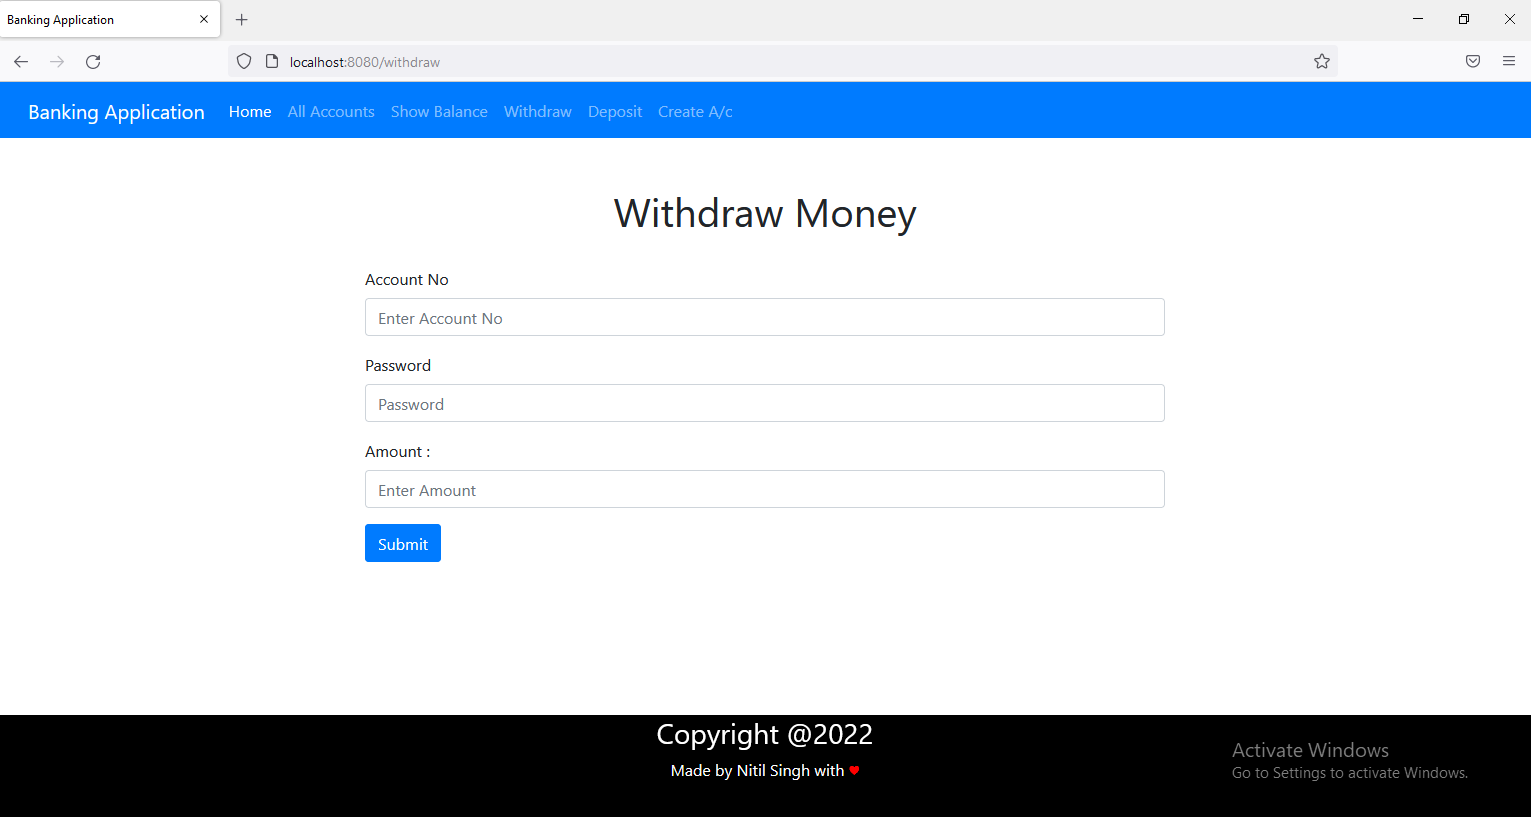 Banking Application
localhost:8080/withdraw
Banking Application Home All Accounts Show Balance Withdraw Deposit Create A/c
Withdraw Money
Account No
Enter Account No
Password
Password
Amount :
Enter Amount
Submit
Copyright @2022
Made by Nitil Singh with ♥
Activate Windows
Go to Settings to activate Windows.